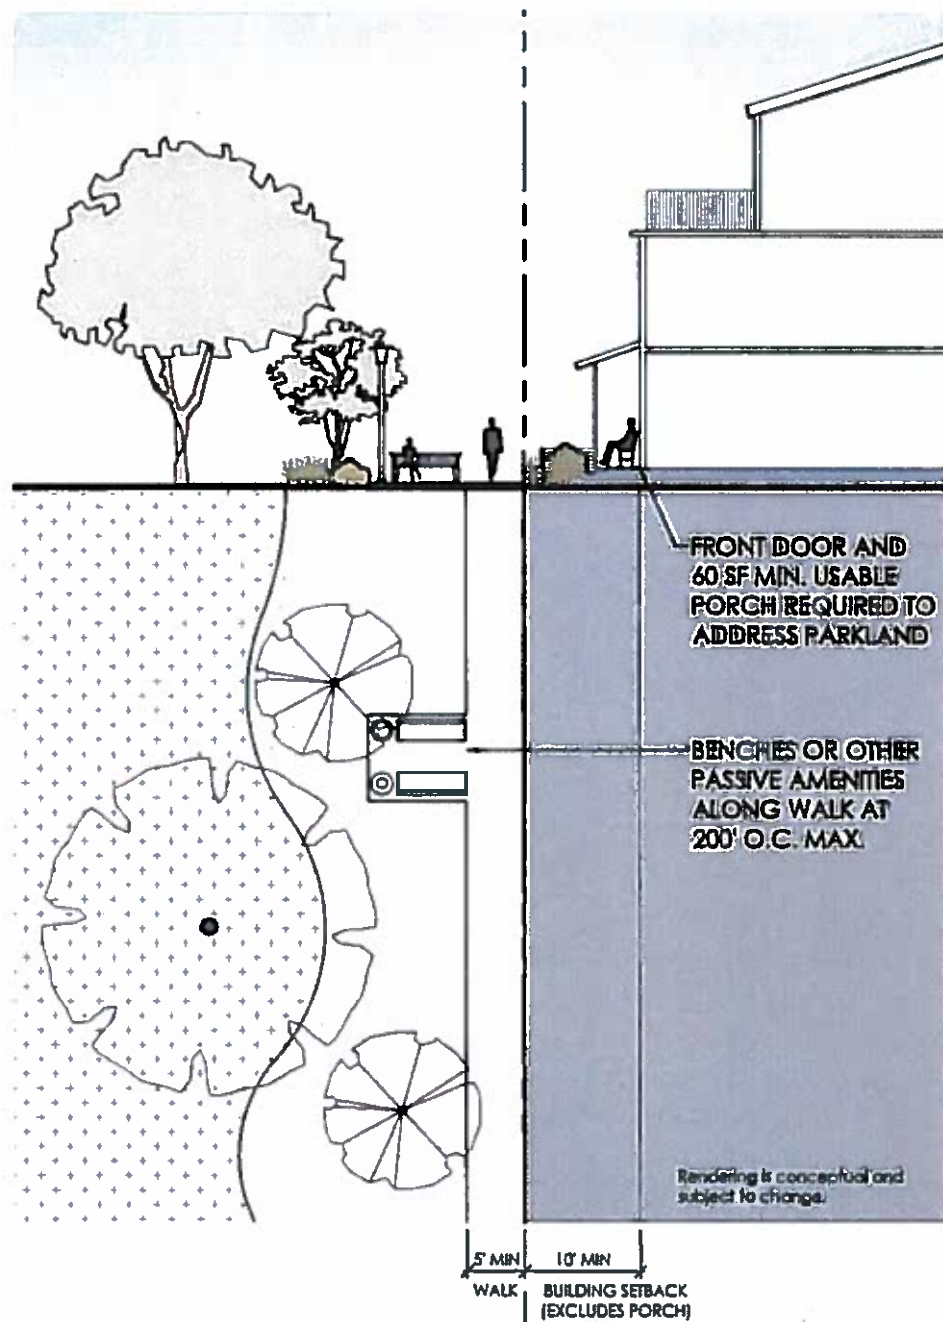 FRONT DOOR AND
60 SF MIN. USABLE
PORCH REQUIRED TO
ADDRESS PARKLAND
BENCHES OR OTHER
PASSIVE AMENITIES
ALONG WALK AT
200' O.C. MAX.
Rendering is conceptual and
subject to change.
5' MIN
10' MIN
WALK
BUILDING SETBACK
(EXCLUDES PORCH)